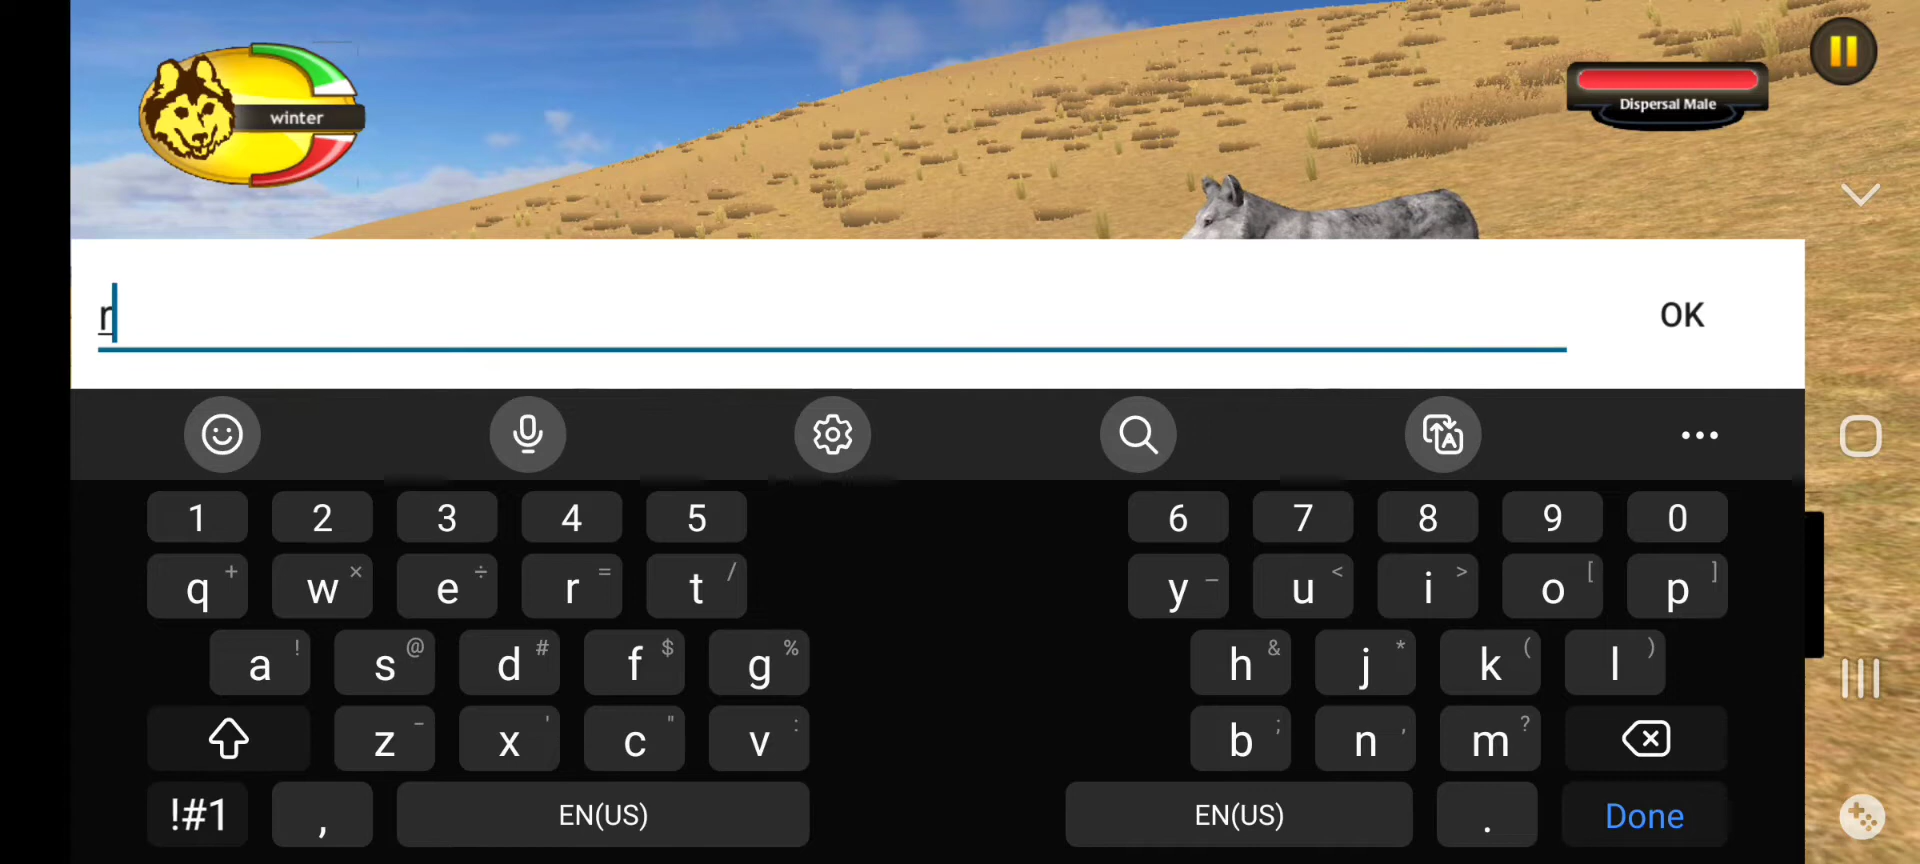 winter
Dispersal Male
r
OK
1 2 3 4 5 6 7 8 9 0
q + w × e ÷ r = t / y – u < i > o [ p ]
a ! s @ d # f $ g % h & j * k ( l )
z – x ' c " v : b ; n , m ?
!#1 , EN(US) EN(US) . Done